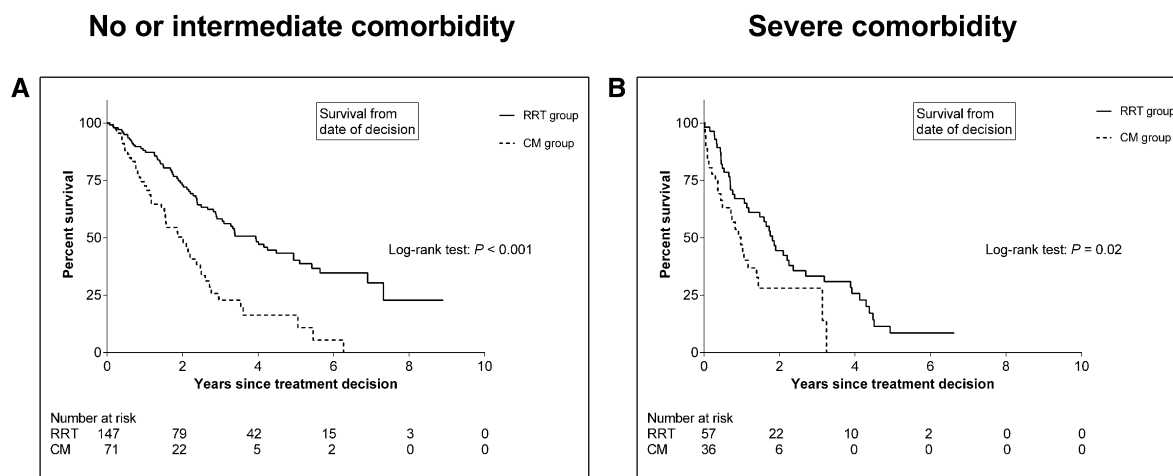 No or intermediate comorbidity
Severe comorbidity
A
Survival from
date of decision
RRT group
CM group
100
75
50
25
0
Percent survival
Log-rank test: P < 0.001
0 2 4 6 8 10
Years since treatment decision
Number at risk
RRT 147 79 42 15 3 0
CM 71 22 5 2 0 0
B
Survival from
date of decision
RRT group
CM group
100
75
50
25
0
Percent survival
Log-rank test: P = 0.02
0 2 4 6 8 10
Years since treatment decision
Number at risk
RRT 57 22 10 2 0 0
CM 36 6 0 0 0 0